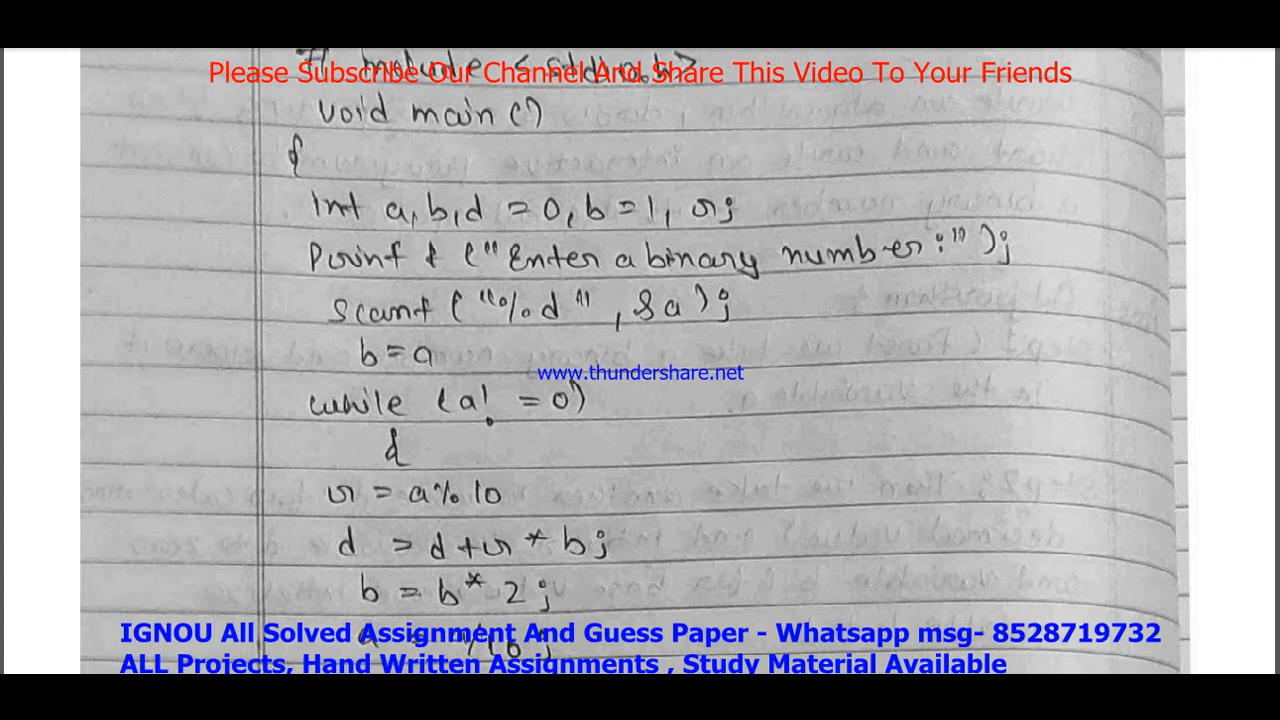 # include < stdio.h>
Please Subscribe Our Channel And Share This Video To Your Friends
void main ()
{
int a, b, d = 0, b = 1, r;
Printf ("Enter a binary number :");
Scanf ("%d", &a);
b = a
www.thundershare.net
while (a! = 0)
{
r = a % 10
d = d + r * b;
b = b * 2;
IGNOU All Solved Assignment And Guess Paper - Whatsapp msg- 8528719732
ALL Projects, Hand Written Assignments , Study Material Available